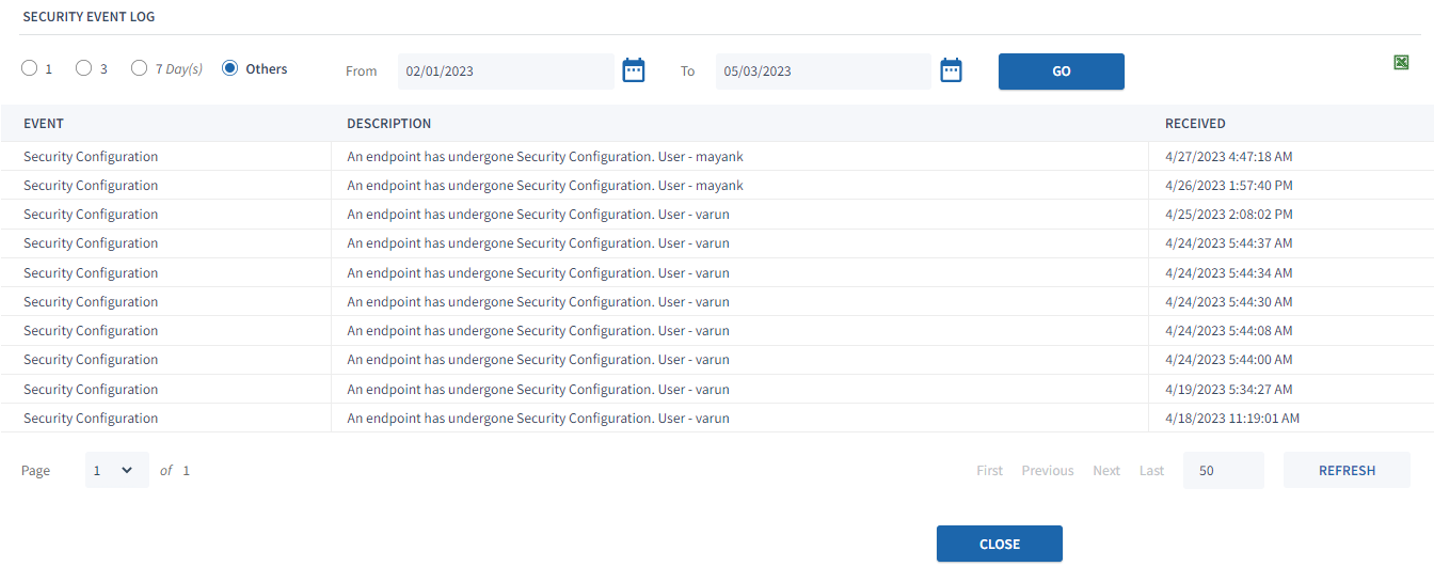 SECURITY EVENT LOG
1 3 7 Day(s) Others From 02/01/2023 To 05/03/2023 GO
EVENT DESCRIPTION RECEIVED
Security Configuration An endpoint has undergone Security Configuration. User - mayank 4/27/2023 4:47:18 AM
Security Configuration An endpoint has undergone Security Configuration. User - mayank 4/26/2023 1:57:40 PM
Security Configuration An endpoint has undergone Security Configuration. User - varun 4/25/2023 2:08:02 PM
Security Configuration An endpoint has undergone Security Configuration. User - varun 4/24/2023 5:44:37 AM
Security Configuration An endpoint has undergone Security Configuration. User - varun 4/24/2023 5:44:34 AM
Security Configuration An endpoint has undergone Security Configuration. User - varun 4/24/2023 5:44:30 AM
Security Configuration An endpoint has undergone Security Configuration. User - varun 4/24/2023 5:44:08 AM
Security Configuration An endpoint has undergone Security Configuration. User - varun 4/24/2023 5:44:00 AM
Security Configuration An endpoint has undergone Security Configuration. User - varun 4/19/2023 5:34:27 AM
Security Configuration An endpoint has undergone Security Configuration. User - varun 4/18/2023 11:19:01 AM
Page 1 of 1 First Previous Next Last 50 REFRESH
CLOSE